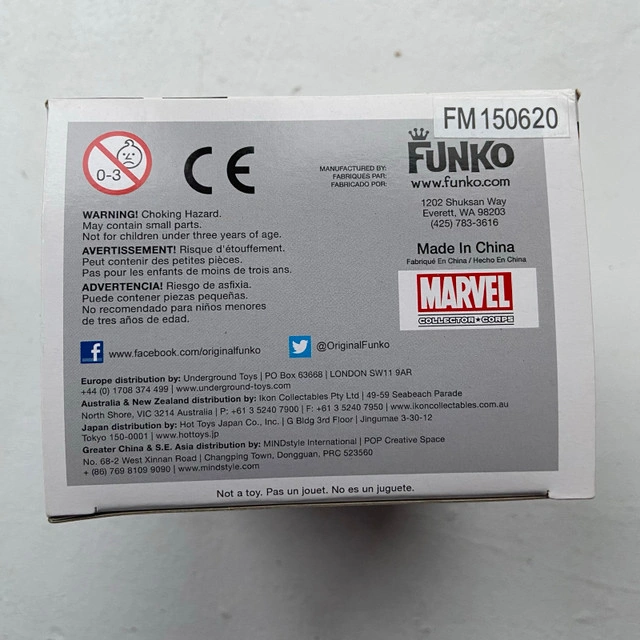 FM 150620
0-3
CE
MANUFACTURED BY:
FABRIQUÉS PAR:
FABRICADO POR:
FUNKO
www.funko.com
1202 Shuksan Way
Everett, WA 98203
(425) 783-3616
Made In China
Fabriqué En China / Hecho En China
MARVEL
COLLECTOR★CORPS
WARNING! Choking Hazard.
May contain small parts.
Not for children under three years of age.
AVERTISSEMENT! Risque d'étouffement.
Peut contenir des petites pièces.
Pas pour les enfants de moins de trois ans.
ADVERTENCIA! Riesgo de asfixia.
Puede contener piezas pequeñas.
No recomendado para niños menores
de tres años de edad.
f www.facebook.com/originalfunko
@OriginalFunko
Europe distribution by: Underground Toys | PO Box 63668 | LONDON SW11 9AR
+44 (0) 1708 374 499 | www.underground-toys.com
Australia & New Zealand distribution by: Ikon Collectables Pty Ltd | 49-59 Seabeach Parade
North Shore, VIC 3214 Australia | P: +61 3 5240 7900 | F: +61 3 5240 7950 | www.ikoncollectables.com.au
Japan distribution by: Hot Toys Japan Co., Inc. | G Bldg 3rd Floor | Jingumae 3-30-12
Tokyo 150-0001 | www.hottoys.jp
Greater China & S.E. Asia distribution by: MINDstyle International | POP Creative Space
No. 68-2 West Xinnan Road | Changping Town, Dongguan, PRC 523560
+ (86) 769 8109 9090 | www.mindstyle.com
Not a toy. Pas un jouet. No es un juguete.